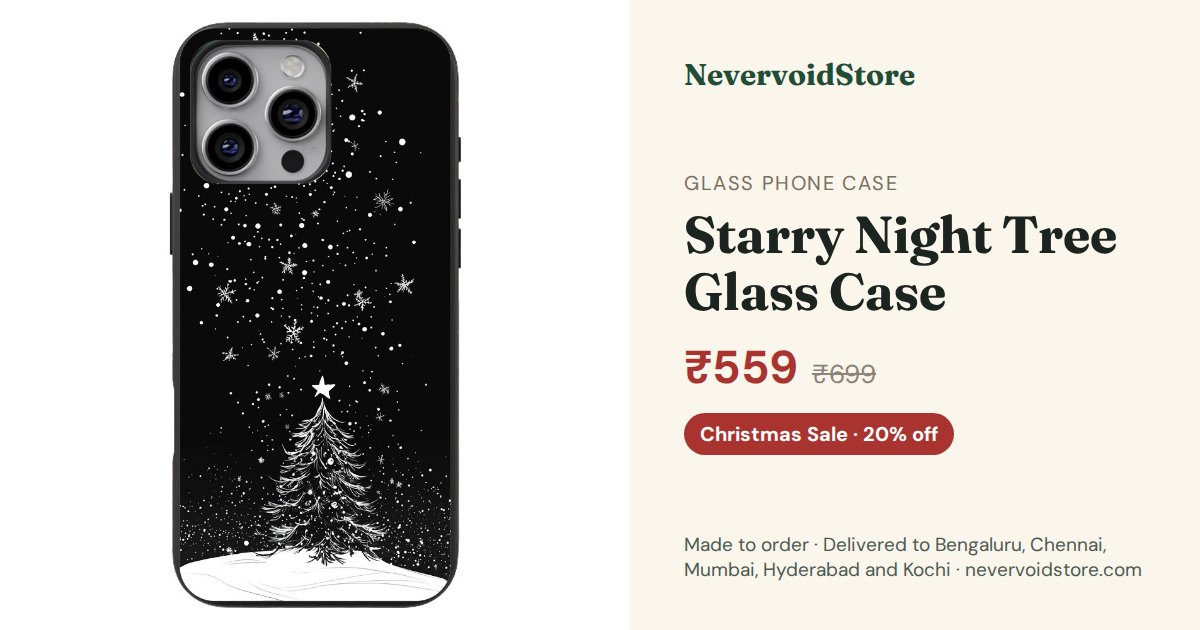 NevervoidStore
GLASS PHONE CASE
Starry Night Tree
Glass Case
₹559 ₹699
Christmas Sale · 20% off
Made to order · Delivered to Bengaluru, Chennai,
Mumbai, Hyderabad and Kochi · nevervoidstore.com